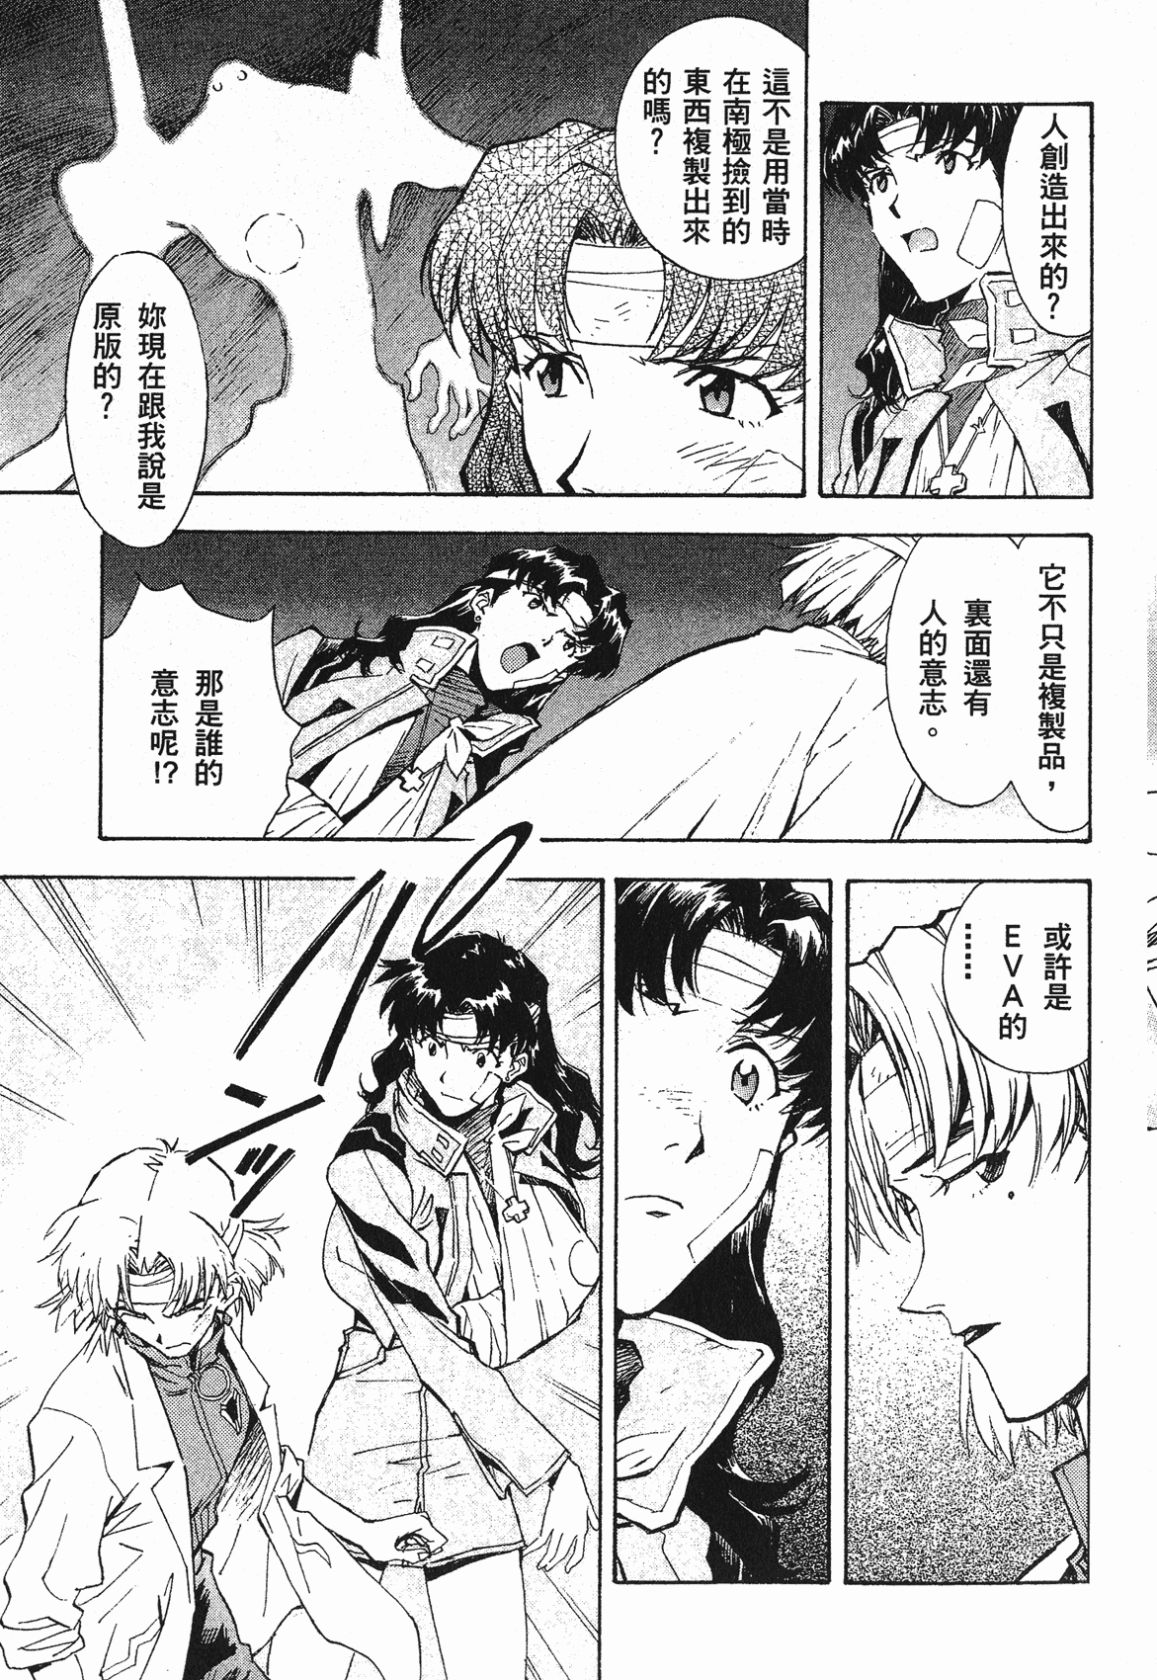 人創造出來的？
這不是用當時
在南極撿到的
東西複製出來
的嗎？
妳現在跟我說是
原版的？
它不只是複製品，
裏面還有
人的意志。
那是誰的
意志呢!?
或許是
EVA的
……